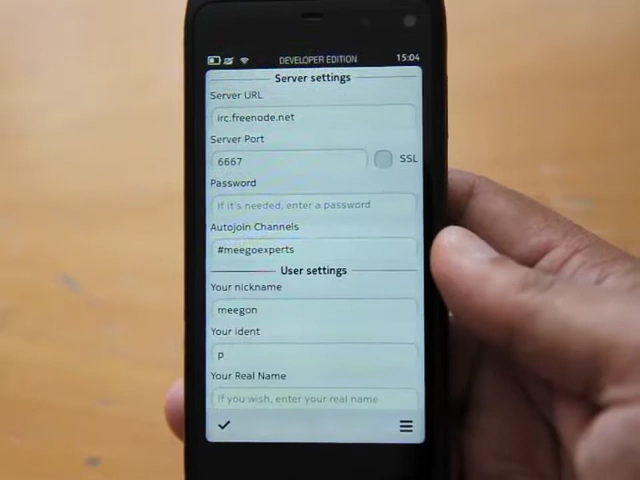 DEVELOPER EDITION 15:04
Server settings
Server URL
irc.freenode.net
Server Port
6667 SSL
Password
If it's needed, enter a password
Autojoin Channels
#meegoexperts
User settings
Your nickname
meegon
Your ident
p
Your Real Name
If you wish, enter your real name